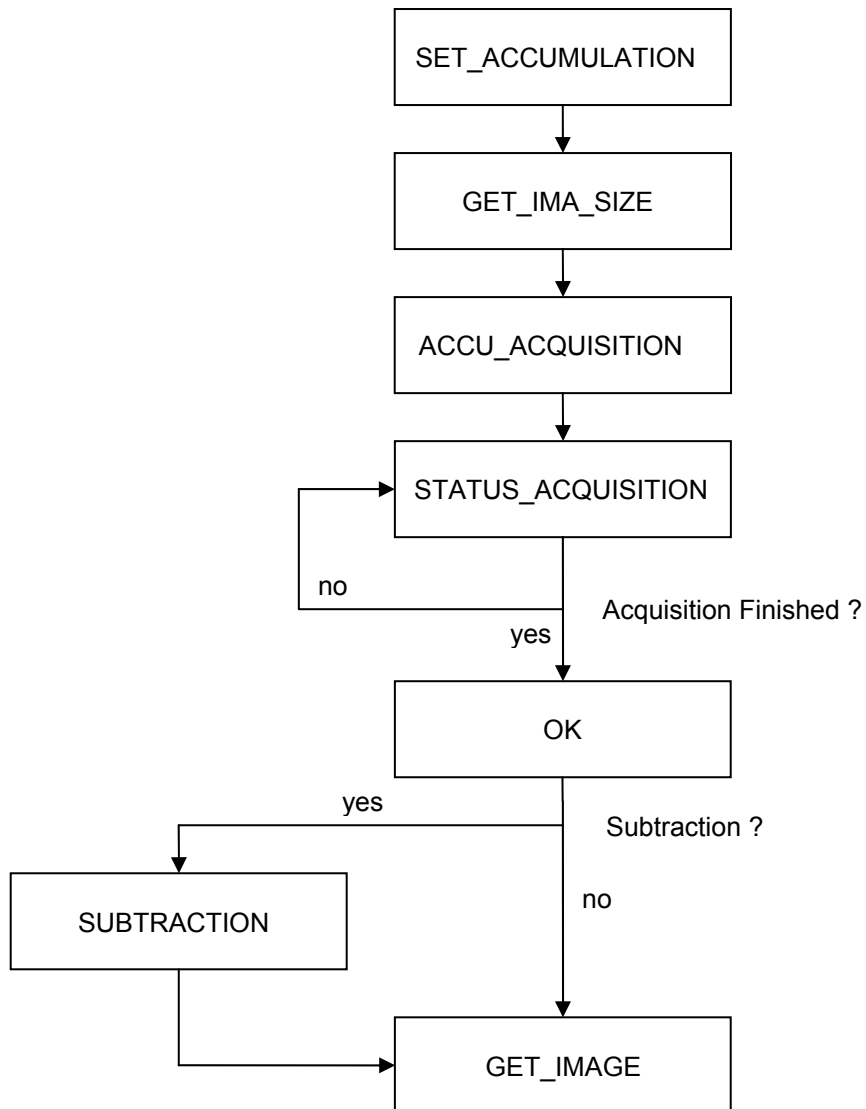 SET_ACCUMULATION
GET_IMA_SIZE
ACCU_ACQUISITION
STATUS_ACQUISITION
no
Acquisition Finished ?
yes
OK
yes
Subtraction ?
no
SUBTRACTION
GET_IMAGE